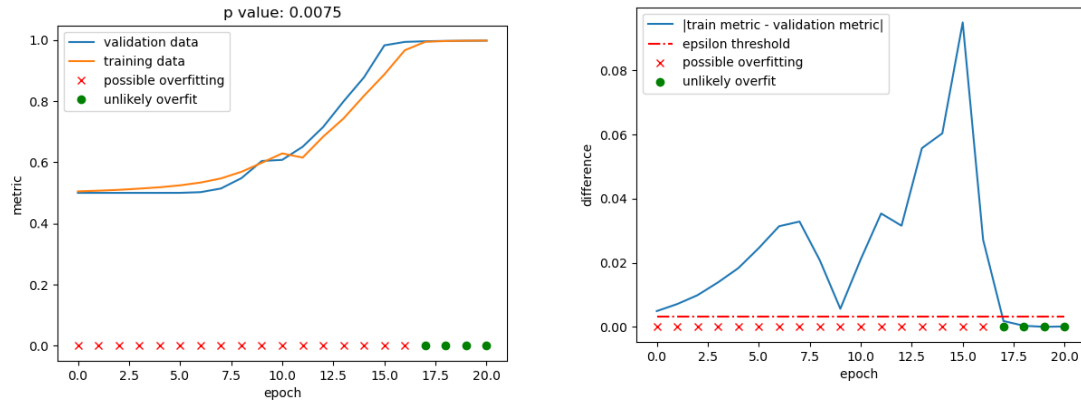 p value: 0.0075
validation data
training data
possible overfitting
unlikely overfit
metric
1.0
0.8
0.6
0.4
0.2
0.0
0.0 2.5 5.0 7.5 10.0 12.5 15.0 17.5 20.0
epoch
|train metric - validation metric|
epsilon threshold
possible overfitting
unlikely overfit
difference
0.08
0.06
0.04
0.02
0.00
0.0 2.5 5.0 7.5 10.0 12.5 15.0 17.5 20.0
epoch